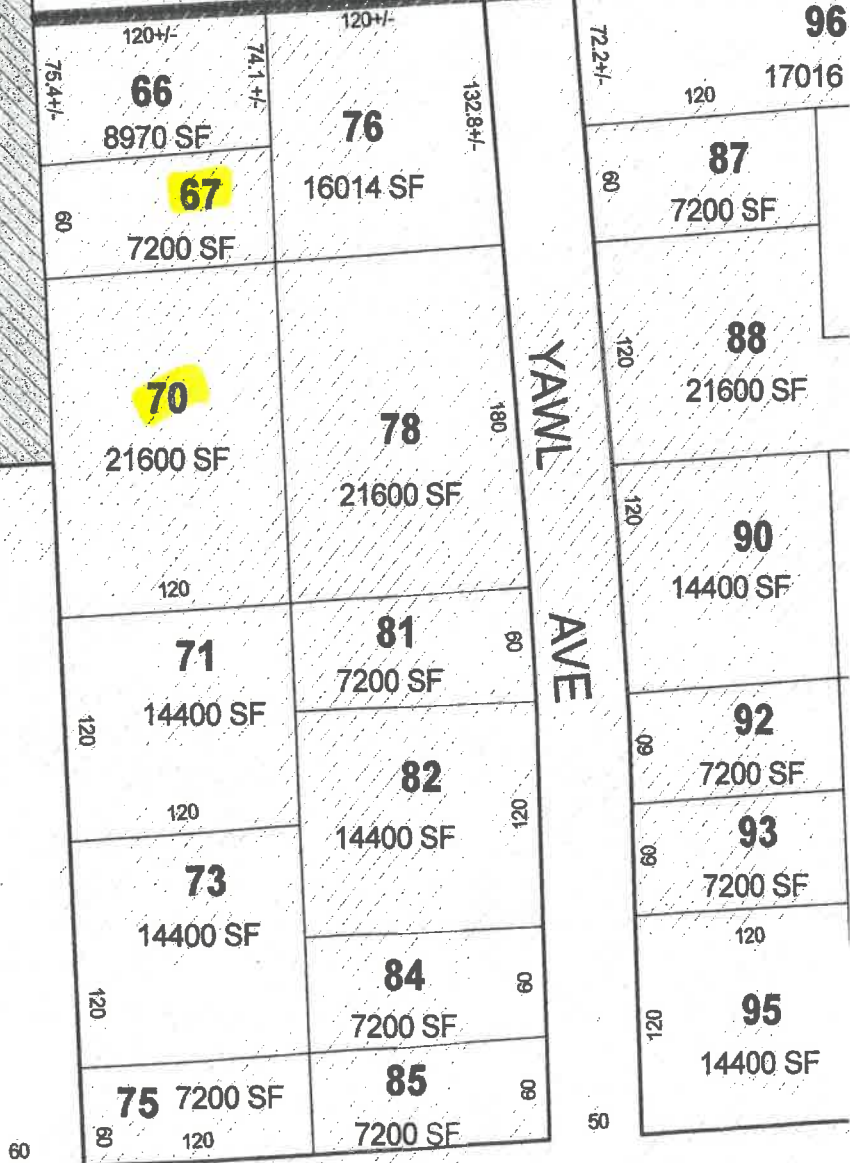 120+/-
75.4+/-
74.1 +/-
66
8970 SF
120+/-
132.8+/-
76
16014 SF
72.2+/-
96
120
17016
60
67
7200 SF
60
87
7200 SF
70
21600 SF
120
78
21600 SF
180
YAWL
AVE
120
88
21600 SF
120
90
14400 SF
71
14400 SF
120
120
81
7200 SF
60
82
14400 SF
120
60
92
7200 SF
60
93
7200 SF
73
14400 SF
120
84
7200 SF
60
120
120
95
14400 SF
75 7200 SF
60
120
85
7200 SF
60
50
60